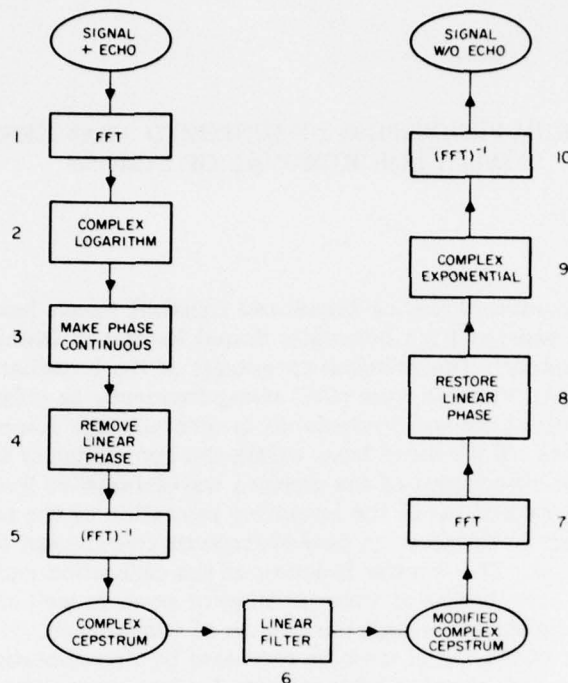 SIGNAL
+ ECHO
1
FFT
2
COMPLEX
LOGARITHM
3
MAKE PHASE
CONTINUOUS
4
REMOVE
LINEAR
PHASE
5
(FFT)⁻¹
COMPLEX
CEPSTRUM
LINEAR
FILTER
6
MODIFIED
COMPLEX
CEPSTRUM
FFT
7
RESTORE
LINEAR
PHASE
8
COMPLEX
EXPONENTIAL
9
(FFT)⁻¹
10
SIGNAL
W/O ECHO